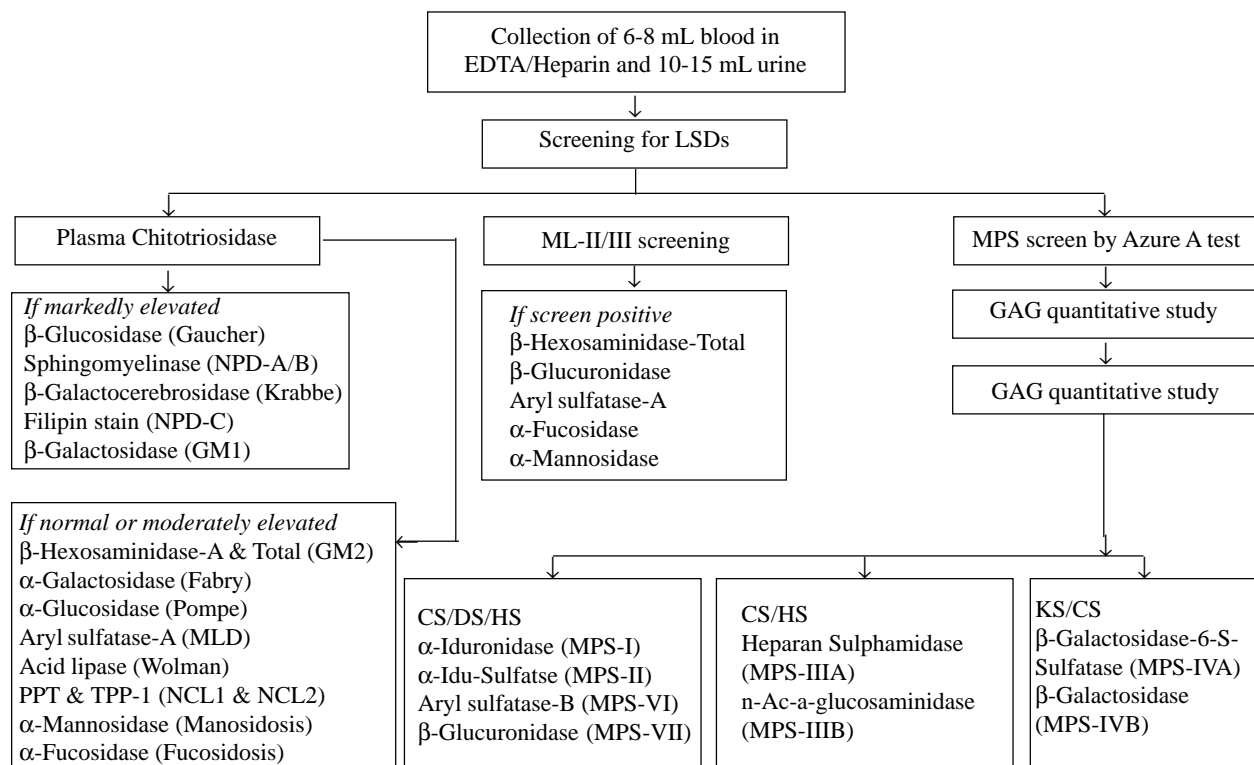 Collection of 6-8 mL blood in
EDTA/Heparin and 10-15 mL urine
Screening for LSDs
Plasma Chitotriosidase
If markedly elevated
β-Glucosidase (Gaucher)
Sphingomyelinase (NPD-A/B)
β-Galactocerebrosidase (Krabbe)
Filipin stain (NPD-C)
β-Galactosidase (GM1)
If normal or moderately elevated
β-Hexosaminidase-A & Total (GM2)
α-Galactosidase (Fabry)
α-Glucosidase (Pompe)
Aryl sulfatase-A (MLD)
Acid lipase (Wolman)
PPT & TPP-1 (NCL1 & NCL2)
α-Mannosidase (Manosidosis)
α-Fucosidase (Fucosidosis)
ML-II/III screening
If screen positive
β-Hexosaminidase-Total
β-Glucuronidase
Aryl sulfatase-A
α-Fucosidase
α-Mannosidase
MPS screen by Azure A test
GAG quantitative study
GAG quantitative study
CS/DS/HS
α-Iduronidase (MPS-I)
α-Idu-Sulfatse (MPS-II)
Aryl sulfatase-B (MPS-VI)
β-Glucuronidase (MPS-VII)
CS/HS
Heparan Sulphamidase
(MPS-IIIA)
n-Ac-a-glucosaminidase
(MPS-IIIB)
KS/CS
β-Galactosidase-6-S-
Sulfatase (MPS-IVA)
β-Galactosidase
(MPS-IVB)